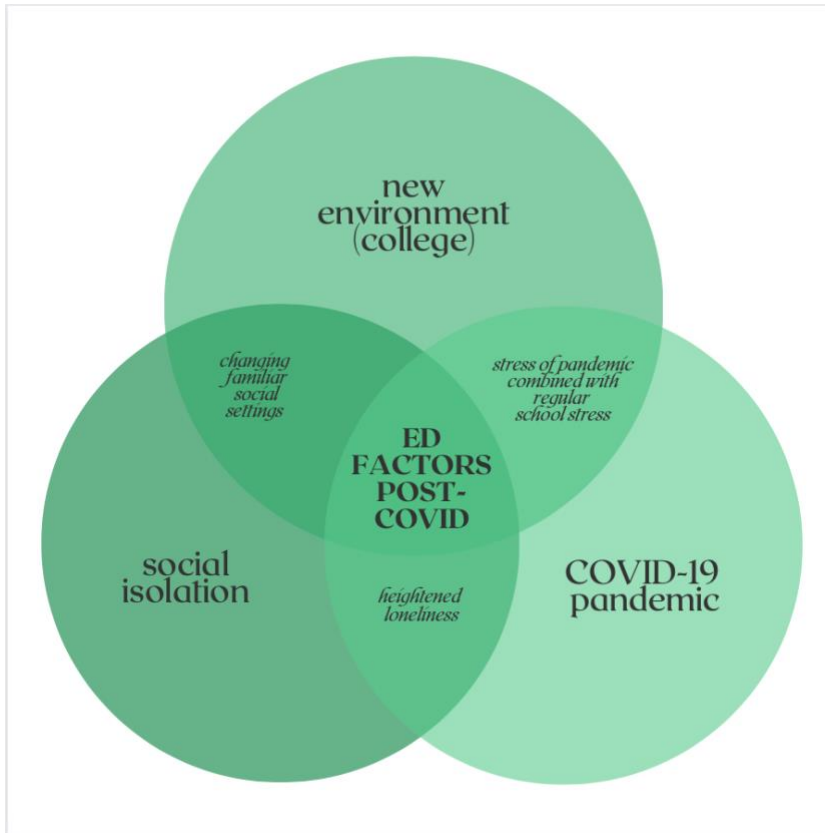 new
environment
(college)
changing
familiar
social
settings
stress of pandemic
combined with
regular
school stress
ED
FACTORS
POST-
COVID
social
isolation
COVID-19
pandemic
heightened
loneliness